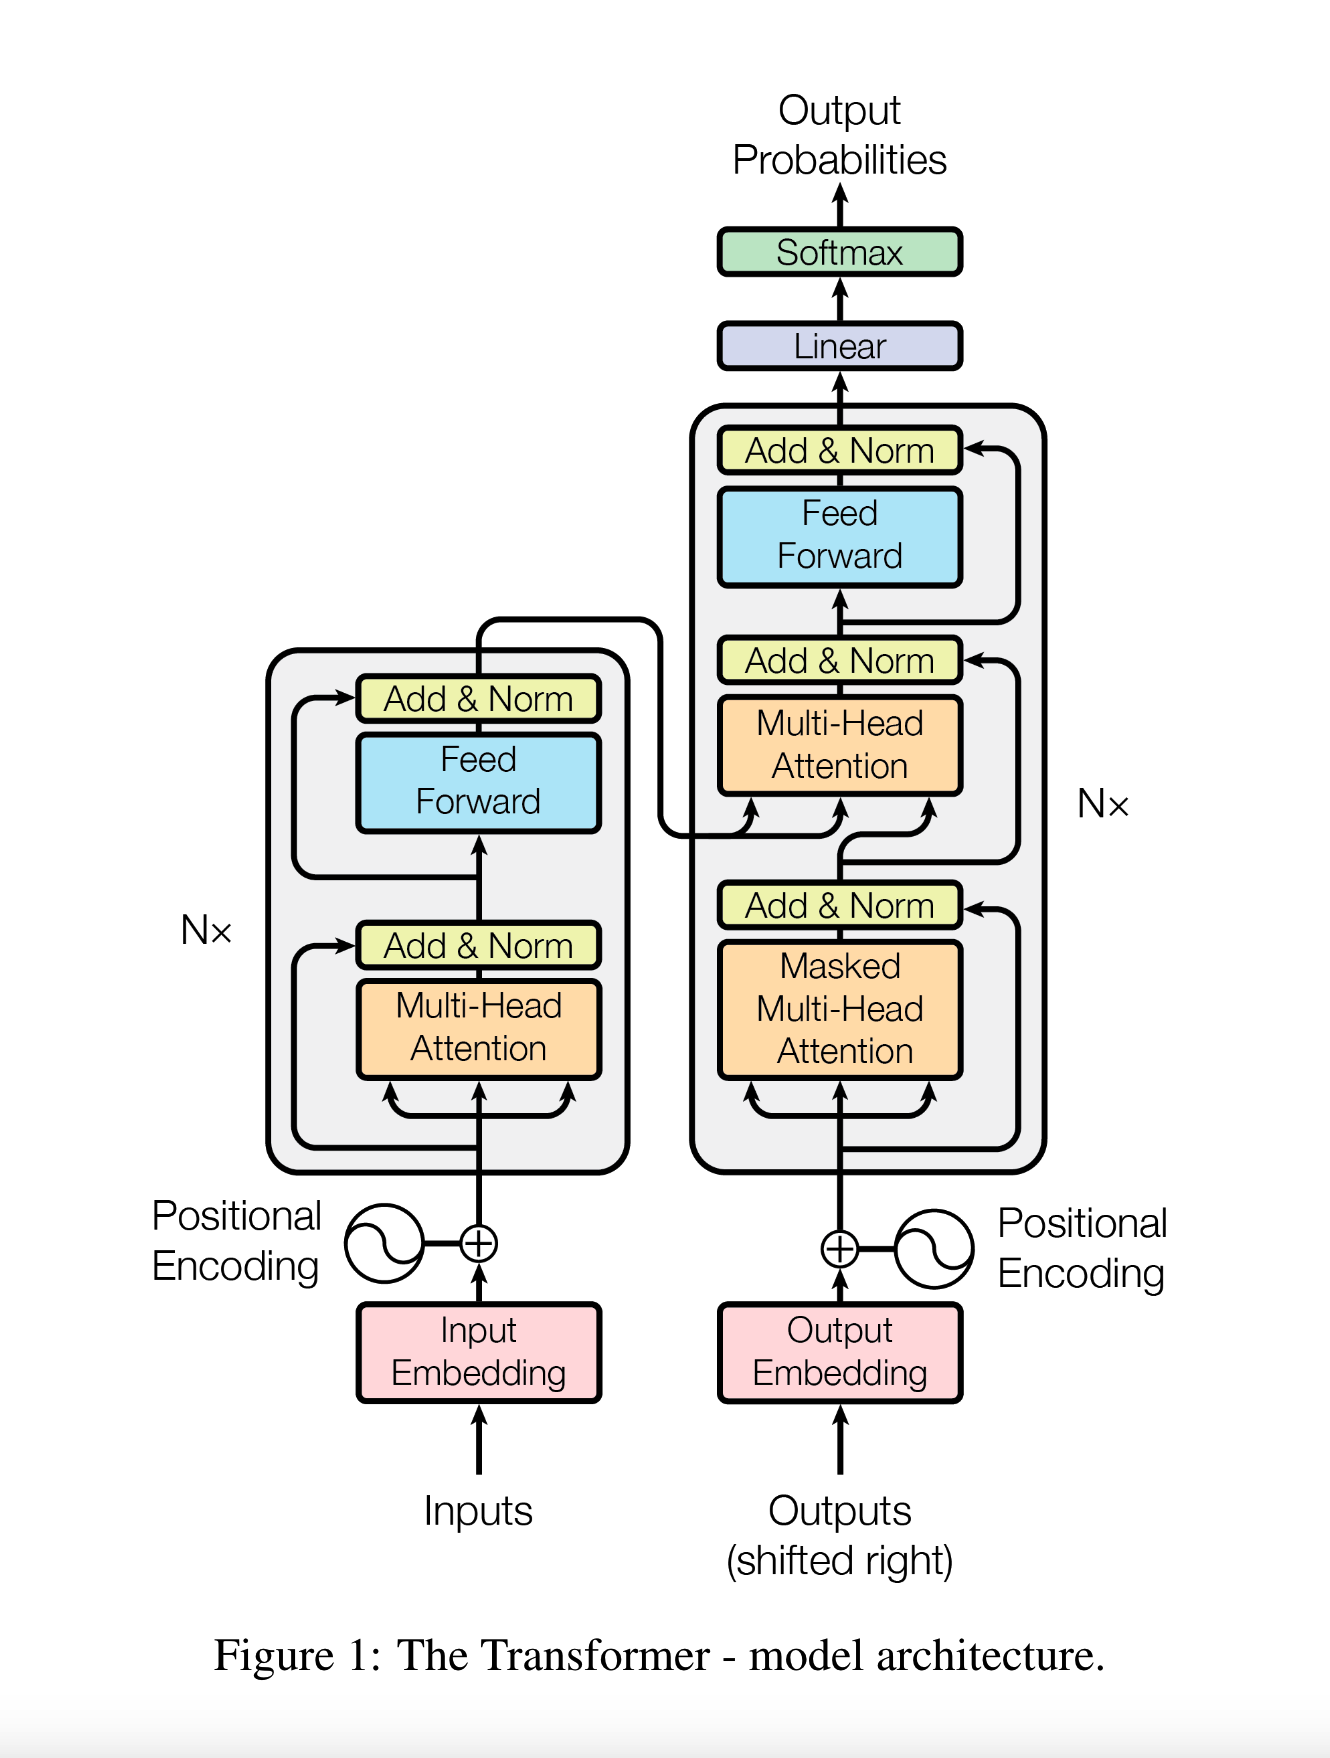 Output
Probabilities
Softmax
Linear
Add & Norm
Feed
Forward
Add & Norm
Multi-Head
Attention
Add & Norm
Masked
Multi-Head
Attention
N×
Add & Norm
Feed
Forward
Add & Norm
Multi-Head
Attention
N×
Positional
Encoding
Positional
Encoding
Input
Embedding
Output
Embedding
Inputs
Outputs
(shifted right)
Figure 1: The Transformer - model architecture.